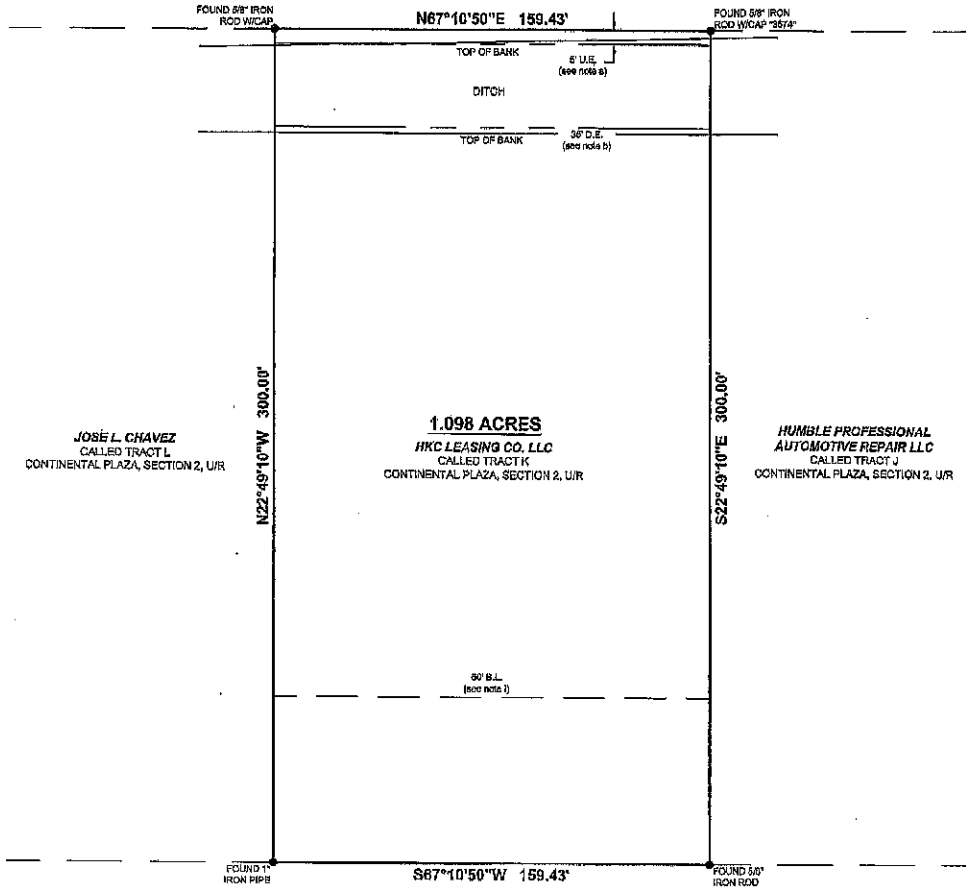 FOUND 5/8" IRON
ROD W/CAP
N67°10'50"E 159.43'
FOUND 5/8" IRON
ROD W/CAP "3574"
TOP OF BANK
5' U.E.
(see note a)
DITCH
TOP OF BANK
35' D.E.
(see note b)
N22°49'10"W 300.00'
S22°49'10"E 300.00'
JOSE L. CHAVEZ
CALLED TRACT L
CONTINENTAL PLAZA, SECTION 2, U/R
1.098 ACRES
HKC LEASING CO. LLC
CALLED TRACT K
CONTINENTAL PLAZA, SECTION 2, U/R
HUMBLE PROFESSIONAL
AUTOMOTIVE REPAIR LLC
CALLED TRACT J
CONTINENTAL PLAZA, SECTION 2, U/R
B.L.
(see note i)
FOUND 1"
IRON PIPE
S67°10'50"W 159.43'
FOUND 5/8"
IRON ROD